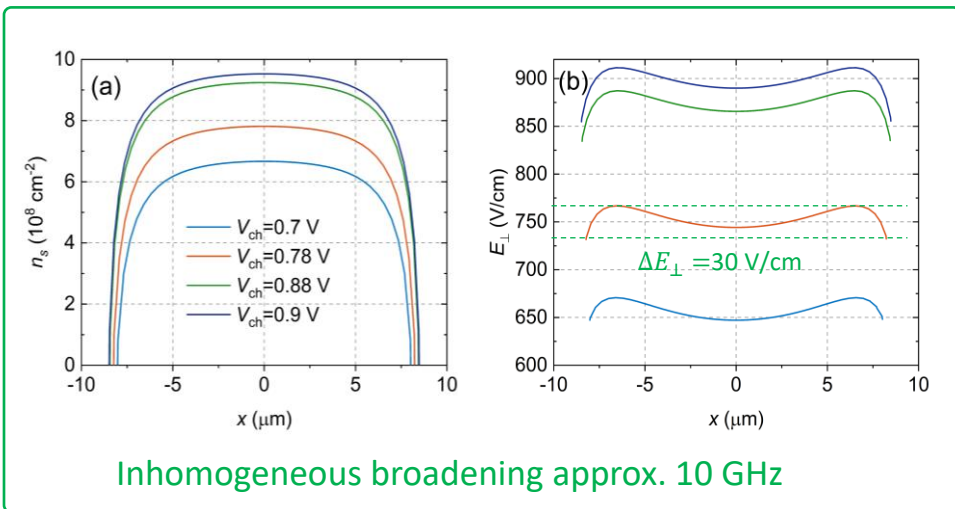 (a)
n_s (10^8 cm^-2)
10
8
6
4
2
0
V_ch=0.7 V
V_ch=0.78 V
V_ch=0.88 V
V_ch=0.9 V
-10 -5 0 5 10
x (μm)
(b)
E_⊥ (V/cm)
900
850
800
750
700
650
600
ΔE_⊥ =30 V/cm
-10 -5 0 5 10
x (μm)
Inhomogeneous broadening approx. 10 GHz